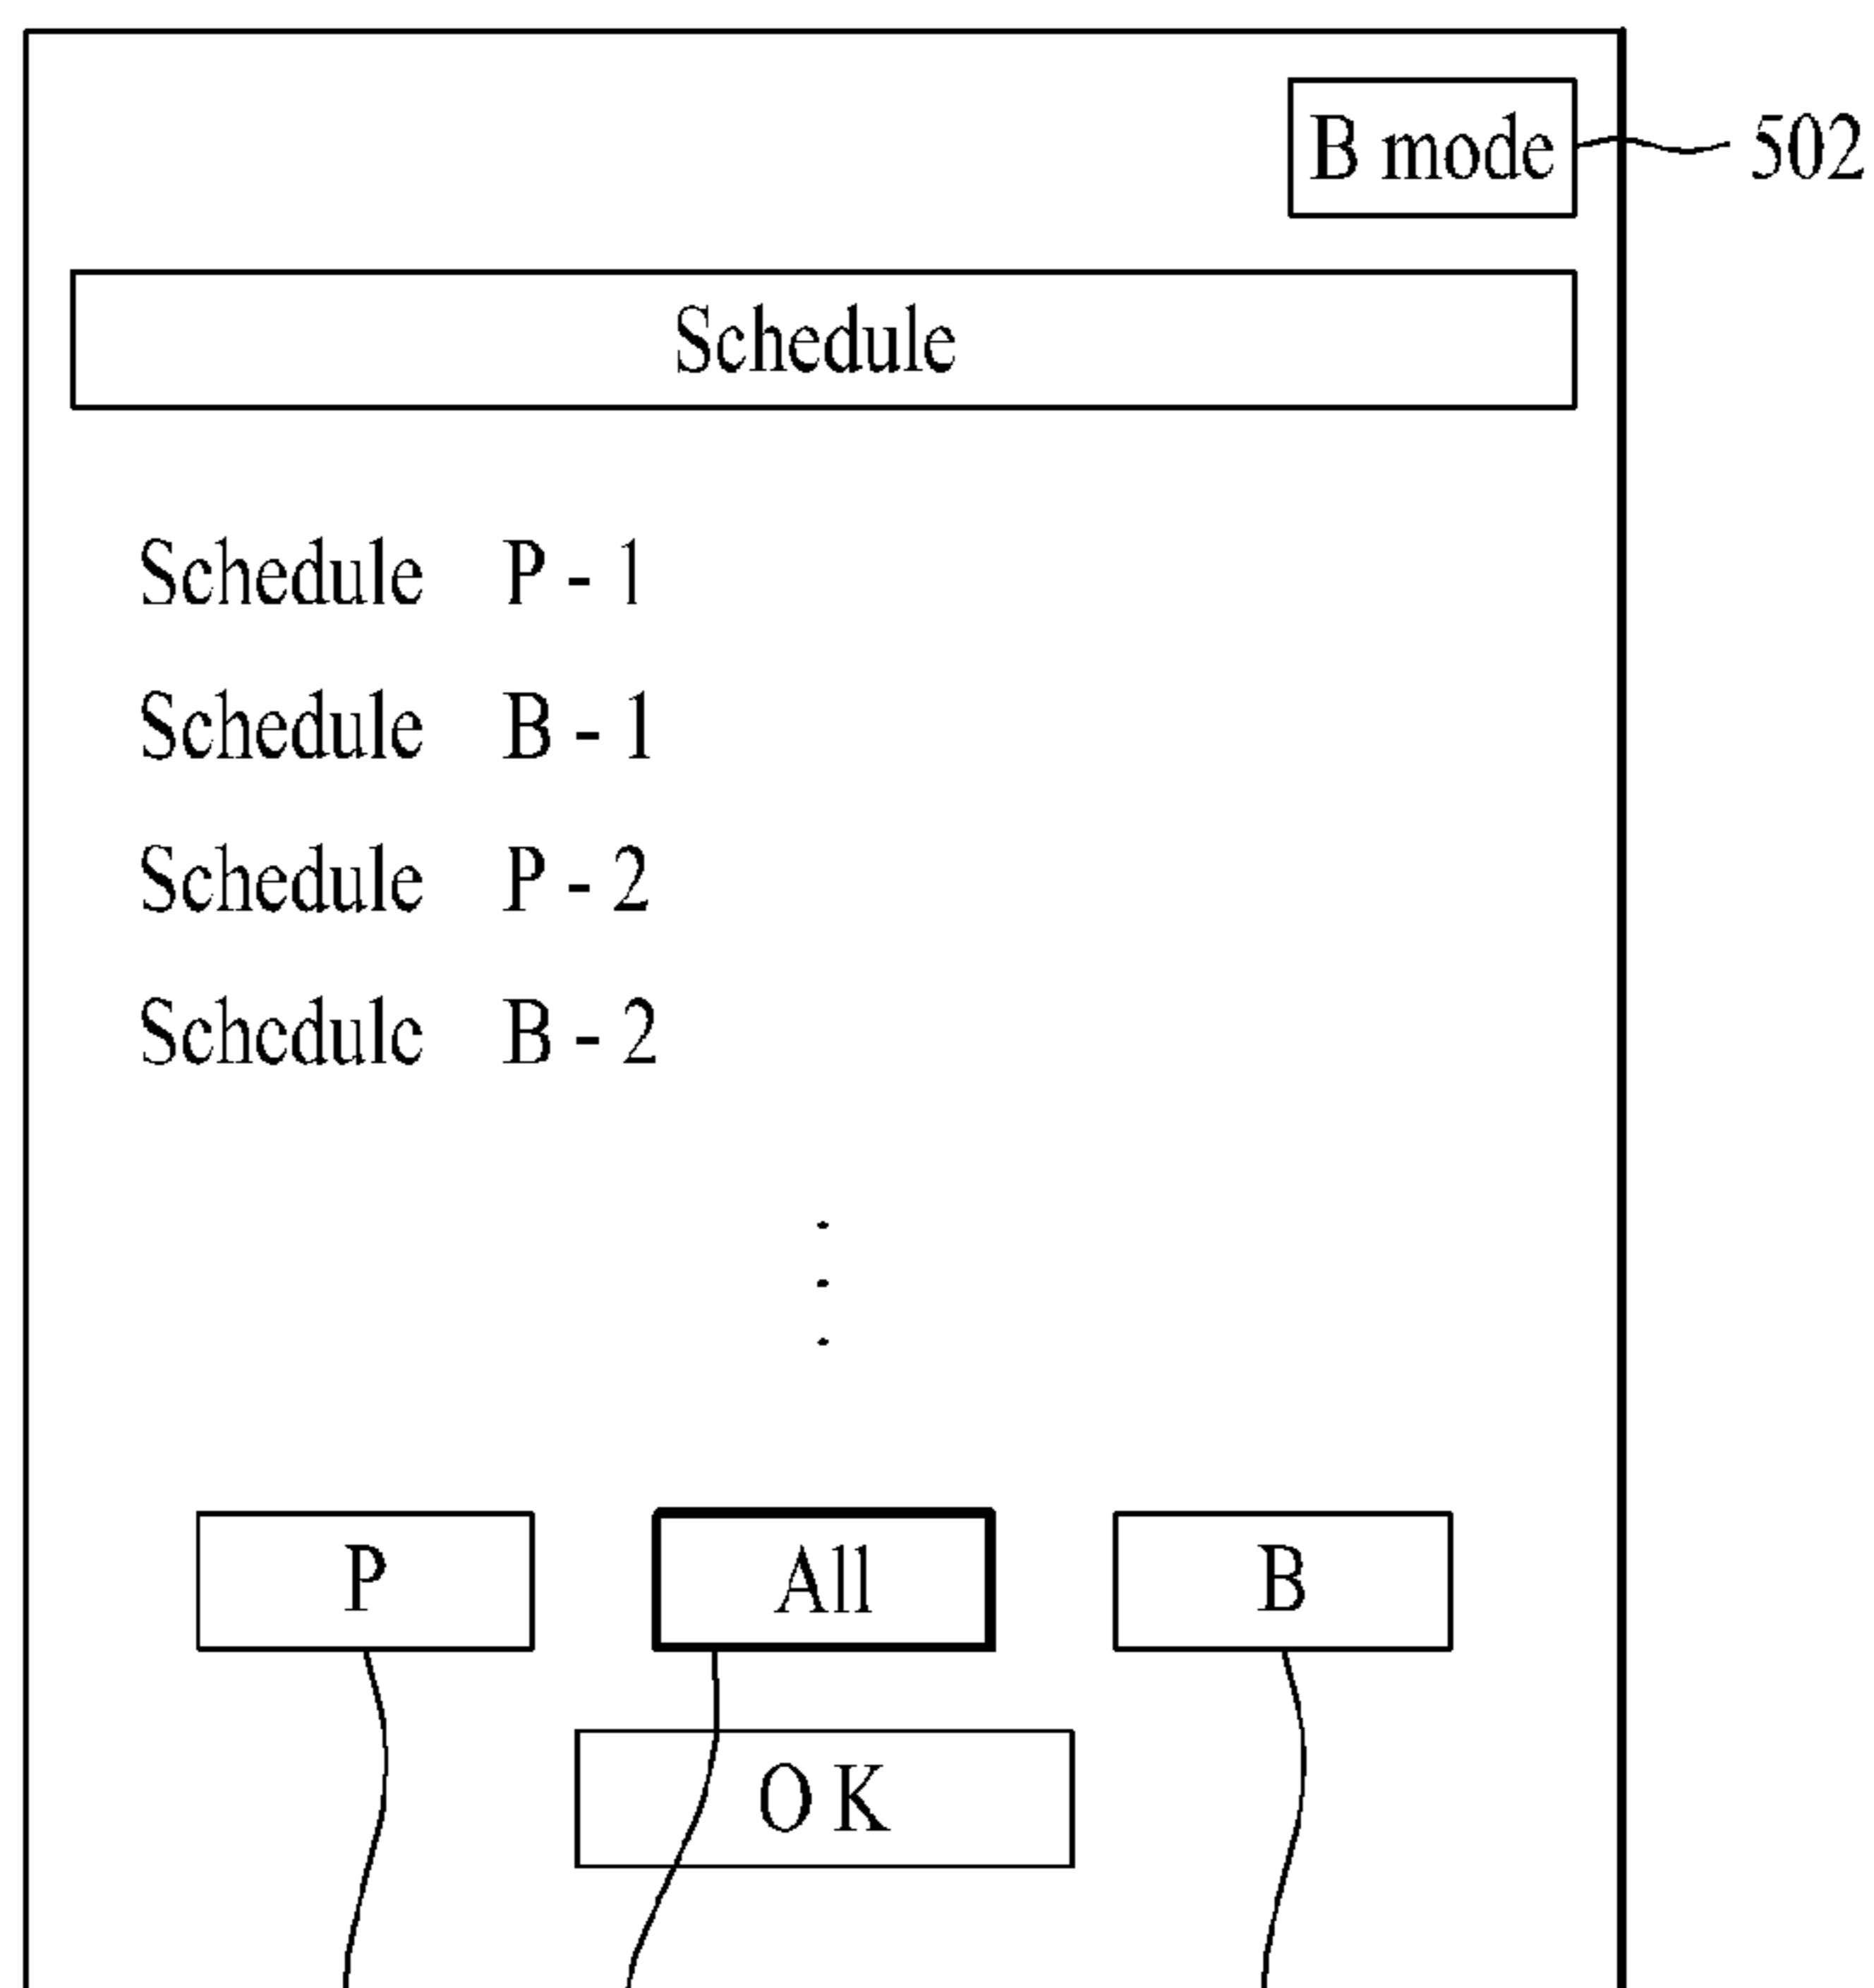 B mode 502
Schedule
Schedule P - 1
Schedule B - 1
Schedule P - 2
Schedule B - 2
P All B
OK